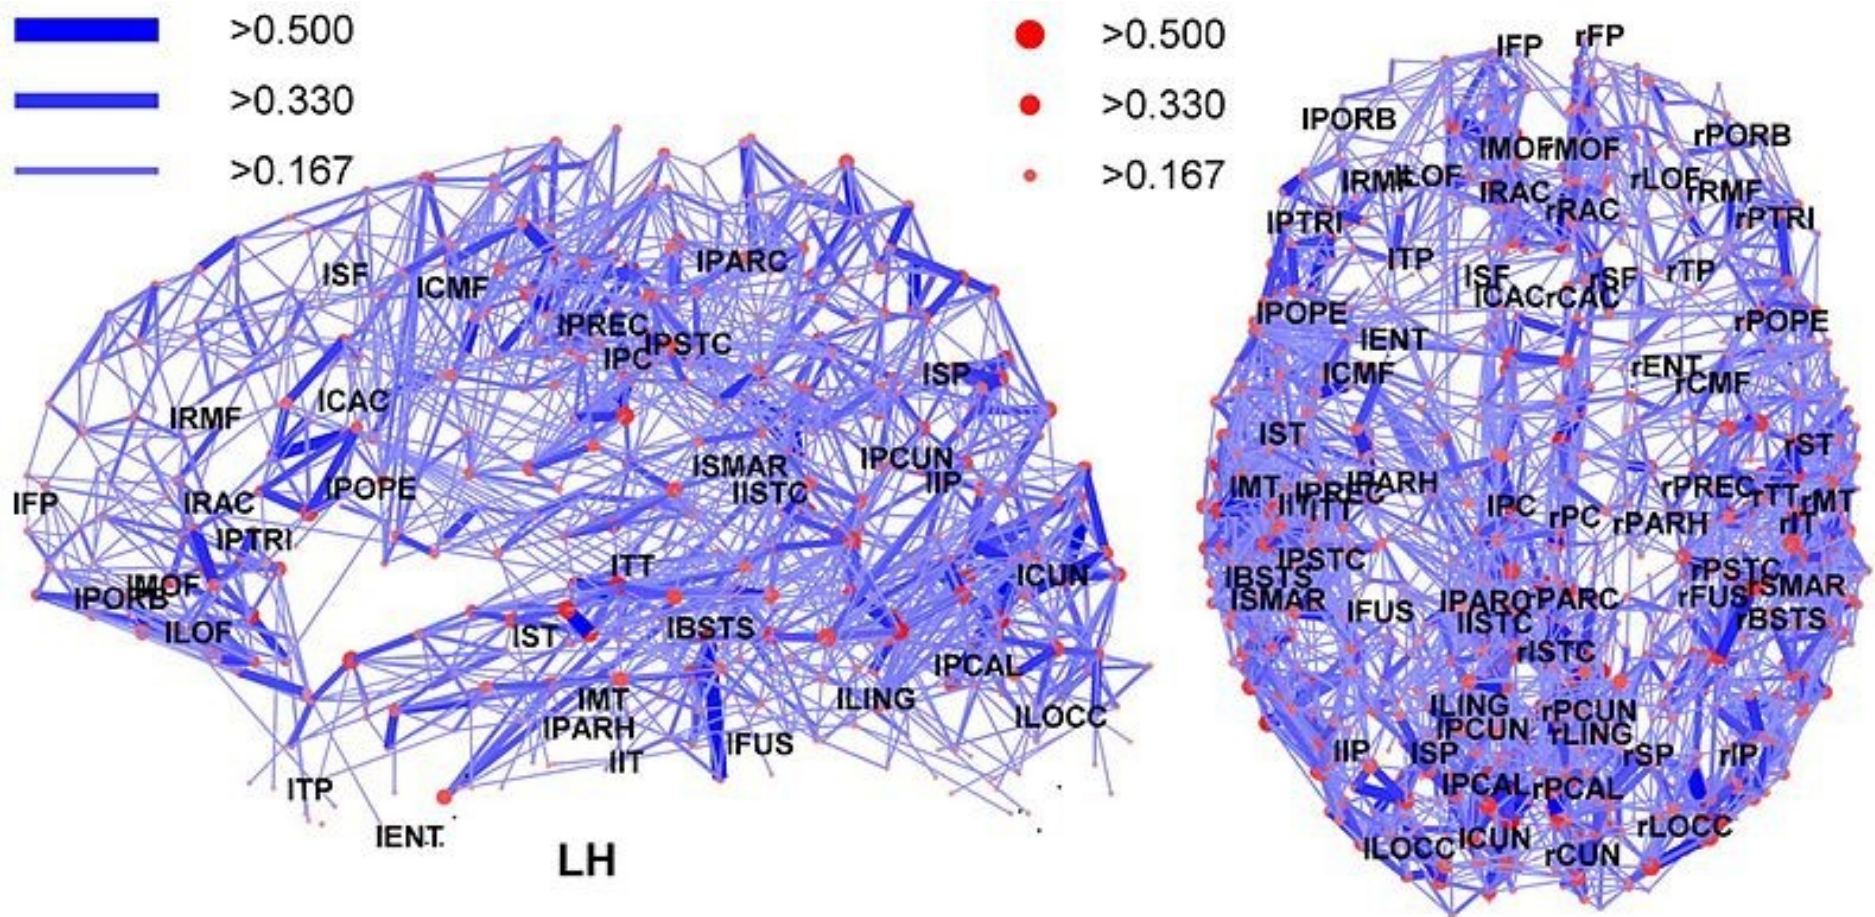 >0.500
>0.330
>0.167
>0.500
>0.330
>0.167
lSF
lCMF
lPARC
lPREC
lPSTC
lPC
lSP
lCAC
lRMF
lPOPE
lSMAR
lPCUN
lISTC
lIP
lFP
lRAC
lPTRI
lTT
lCUN
lPORB
lMOF
lLOF
lST
lBSTS
lPCAL
lMT
lLING
lPARH
lLOCC
lFUS
lIT
lTP
lENT
LH
lFP
rFP
lPORB
rPORB
lMOF
rMOF
lRMF
lLOF
rLOF
rRMF
lRAC
rRAC
lPTRI
rPTRI
lTP
lSF
rSF
rTP
lCAC
rCAC
lPOPE
rPOPE
lENT
rENT
lCMF
rCMF
lST
rST
lMT
lPREC
lPARH
rPREC
rTT
rMT
lIT
lTT
lPC
rPC
rPARH
rIT
lPSTC
rPSTC
lBSTS
rSMAR
lSMAR
lFUS
lPARC
rPARC
rFUS
rBSTS
lISTC
rISTC
lLING
rPCUN
lPCUN
rLING
lIP
lSP
rSP
rIP
lPCAL
rPCAL
lLOCC
lCUN
rCUN
rLOCC